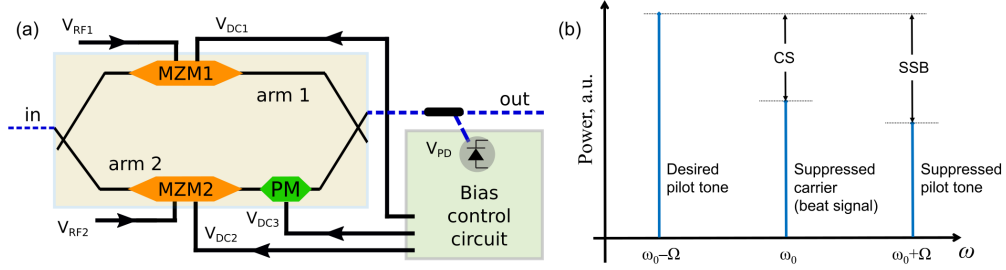 (a)
V_RF1
V_DC1
MZM1
arm 1
in
out
arm 2
MZM2
PM
V_PD
V_RF2
V_DC2
V_DC3
Bias
control
circuit
(b)
Power, a.u.
CS
SSB
Desired
pilot tone
Suppressed
carrier
(beat signal)
Suppressed
pilot tone
ω₀−Ω
ω₀
ω₀+Ω
ω